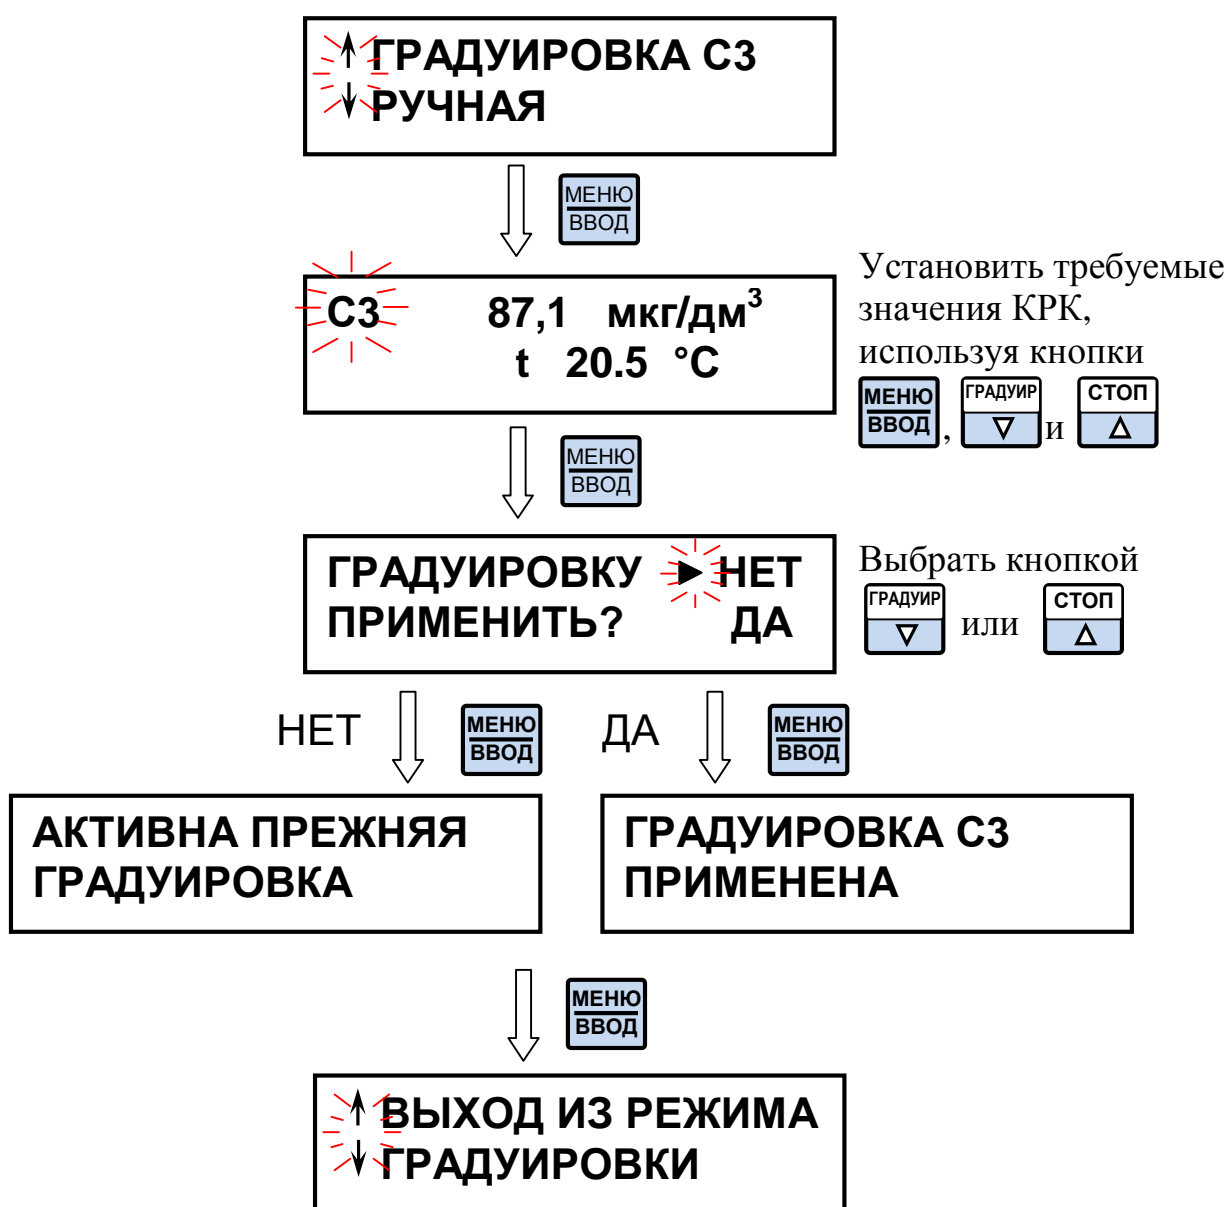 ГРАДУИРОВКА С3
РУЧНАЯ
МЕНЮ
ВВОД
С3 87,1 мкг/дм³
t 20.5 °С
Установить требуемые
значения КРК,
используя кнопки
МЕНЮ
ВВОД
,
ГРАДУИР
▽
и
СТОП
△
МЕНЮ
ВВОД
ГРАДУИРОВКУ ► НЕТ
ПРИМЕНИТЬ? ДА
Выбрать кнопкой
ГРАДУИР
▽
или
СТОП
△
НЕТ
МЕНЮ
ВВОД
ДА
МЕНЮ
ВВОД
АКТИВНА ПРЕЖНЯЯ
ГРАДУИРОВКА
ГРАДУИРОВКА С3
ПРИМЕНЕНА
МЕНЮ
ВВОД
ВЫХОД ИЗ РЕЖИМА
ГРАДУИРОВКИ